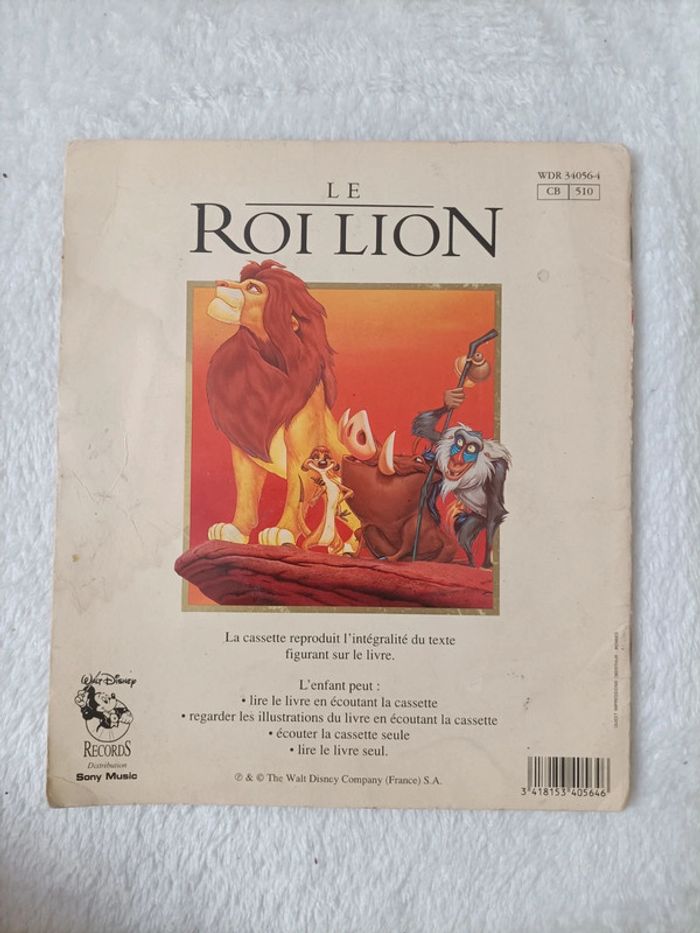 WDR 34056-4
CB 510
LE
ROI LION
La cassette reproduit l'intégralité du texte
figurant sur le livre.
L'enfant peut :
• lire le livre en écoutant la cassette
• regarder les illustrations du livre en écoutant la cassette
• écouter la cassette seule
• lire le livre seul.
WALT DISNEY
RECORDS
Distribution
Sony Music
℗ & © The Walt Disney Company (France) S.A.
3 418153 405646